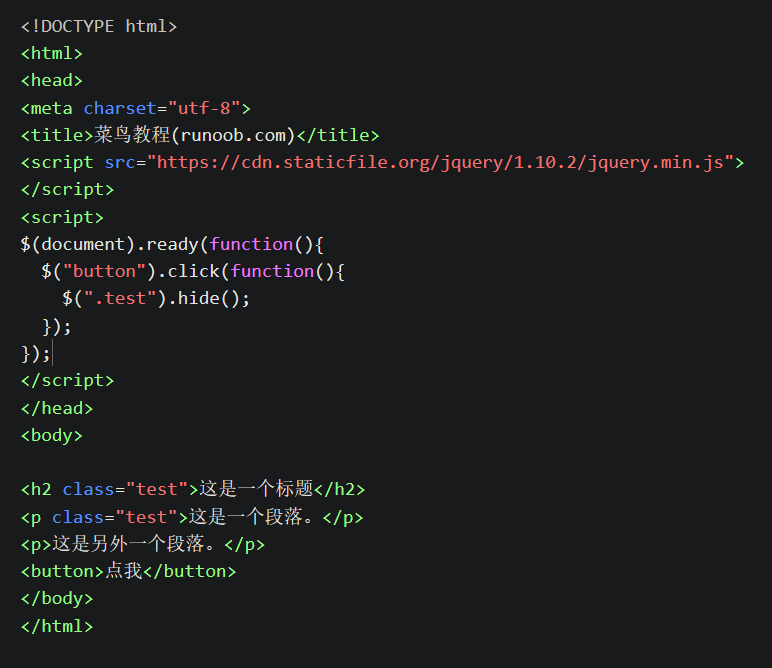 <!DOCTYPE html>
<html>
<head>
<meta charset="utf-8">
<title>菜鸟教程(runoob.com)</title>
<script src="https://cdn.staticfile.org/jquery/1.10.2/jquery.min.js">
</script>
<script>
$(document).ready(function(){
  $("button").click(function(){
    $(".test").hide();
  });
});
</script>
</head>
<body>

<h2 class="test">这是一个标题</h2>
<p class="test">这是一个段落。</p>
<p>这是另外一个段落。</p>
<button>点我</button>
</body>
</html>